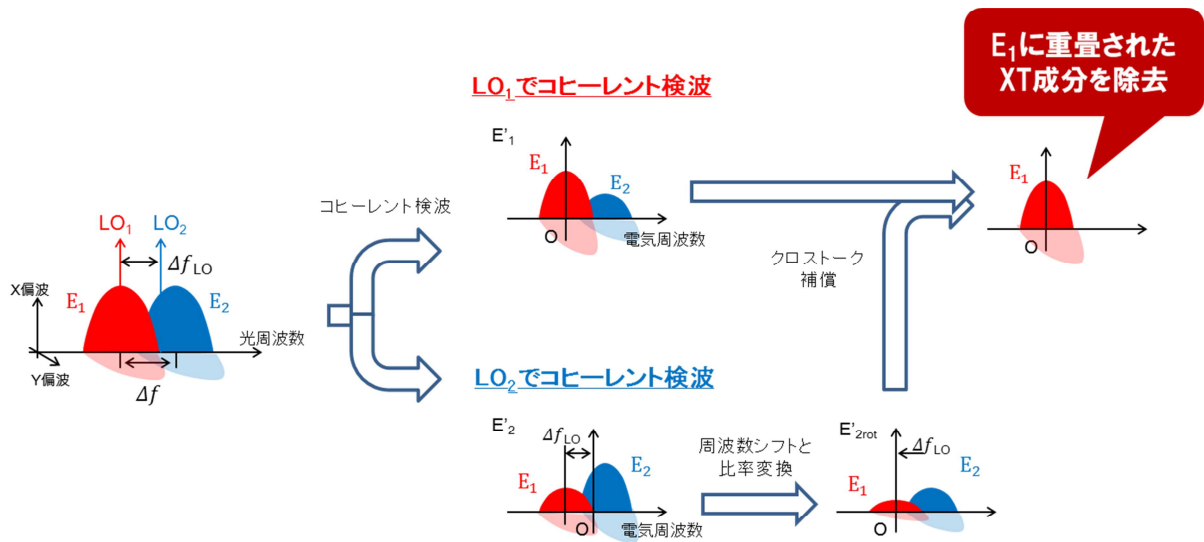 E₁に重畳された
XT成分を除去
LO₁でコヒーレント検波
E'₁
E₁
E₂
O
電気周波数
E₁
O
コヒーレント検波
クロストーク
補償
LO₁
LO₂
Δf LO
X偏波
E₁
E₂
光周波数
Y偏波
Δf
LO₂でコヒーレント検波
E'₂
Δf LO
E₁
E₂
O
電気周波数
周波数シフトと
比率変換
E'2rot
Δf LO
E₁
E₂
O